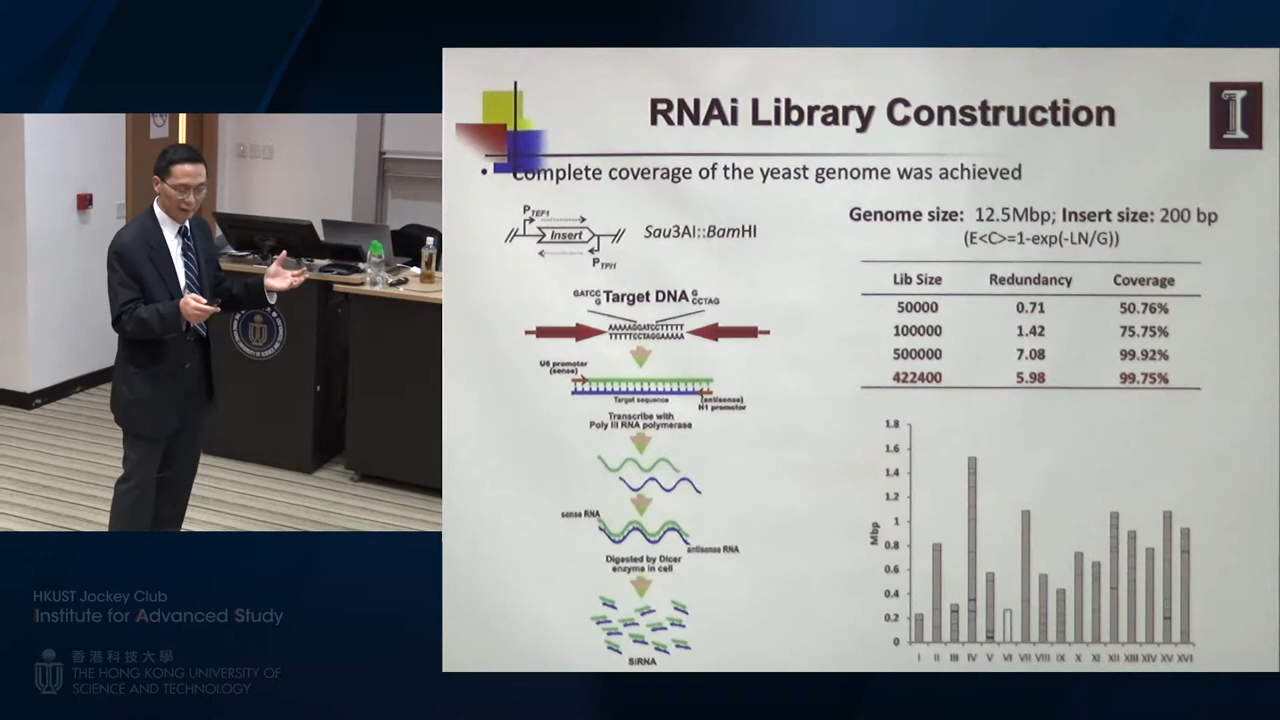 RNAi Library Construction
• Complete coverage of the yeast genome was achieved
PTEF1
Insert
PTPI1
Sau3AI::BamHI
GATCC
G
Target DNA
G
CCTAG
AAAAAGGATCCTTTTT
TTTTTCCTAGGAAAAA
U6 promotor
(sense)
Target sequence
(antisense)
H1 promotor
Transcribe with
Poly III RNA polymerase
sense RNA
antisense RNA
Digested by Dicer
enzyme in cell
SiRNA
Genome size: 12.5Mbp; Insert size: 200 bp
(E<C>=1-exp(-LN/G))
Lib Size Redundancy Coverage
50000 0.71 50.76%
100000 1.42 75.75%
500000 7.08 99.92%
422400 5.98 99.75%
1.8
1.6
1.4
1.2
1
0.8
0.6
0.4
0.2
0
Mbp
I II III IV V VI VII VIII IX X XI XII XIII XIV XV XVI
HKUST Jockey Club
Institute for Advanced Study
香港科技大學
THE HONG KONG UNIVERSITY OF
SCIENCE AND TECHNOLOGY